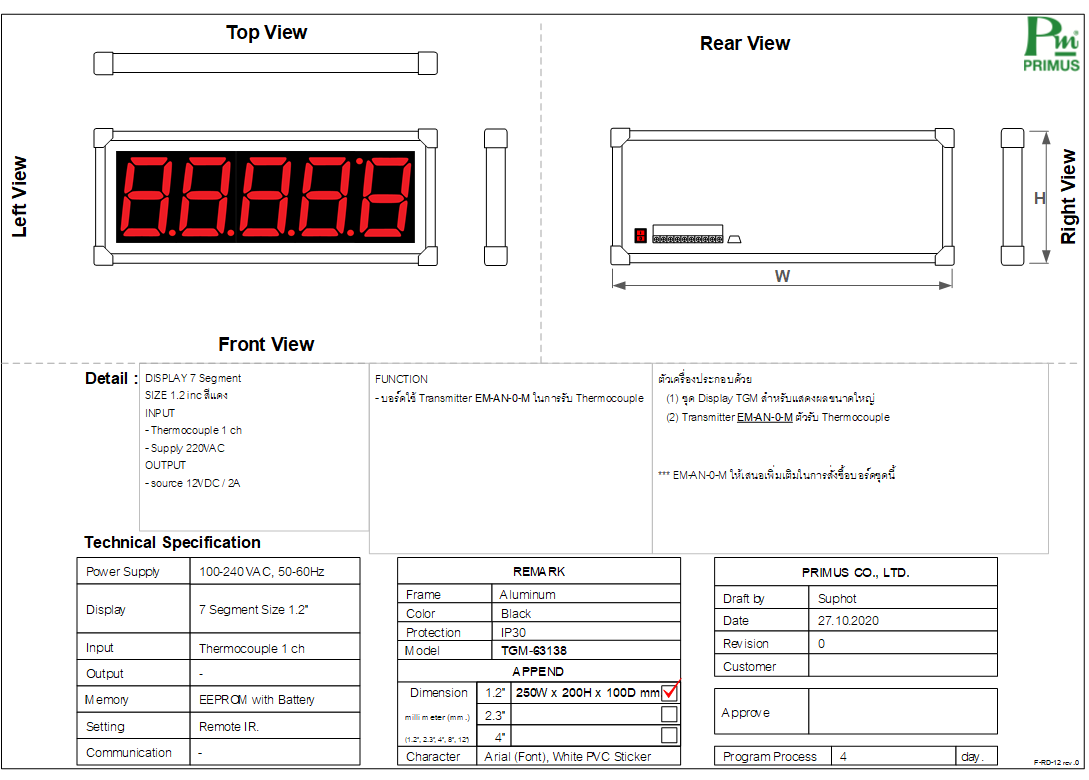 Top View
Rear View
Pm®
PRIMUS
Left View
88888
H
Right View
W
Front View
Detail :
DISPLAY 7 Segment
SIZE 1.2 inc สีแดง
INPUT
- Thermocouple 1 ch
- Supply 220VAC
OUTPUT
- source 12VDC / 2A
FUNCTION
- บอร์ดใช้ Transmitter EM-AN-0-M ในการรับ Thermocouple
ตัวเครื่องประกอบด้วย
(1) ชุด Display TGM สำหรับแสดงผลขนาดใหญ่
(2) Transmitter EM-AN-0-M ตัวรับ Thermocouple
*** EM-AN-0-M ให้เสนอเพิ่มเติมในการสั่งซื้อบอร์ดชุดนี้
Technical Specification
Power Supply 100-240VAC, 50-60Hz
Display 7 Segment Size 1.2"
Input Thermocouple 1 ch
Output -
Memory EEPROM with Battery
Setting Remote IR.
Communication -
REMARK
Frame Aluminum
Color Black
Protection IP30
Model TGM-63138
APPEND
Dimension 1.2" 250W x 200H x 100D mm
millimeter (mm.) 2.3"
(1.2", 2.3", 4", 8", 12") 4"
Character Arial (Font), White PVC Sticker
PRIMUS CO., LTD.
Draft by Suphot
Date 27.10.2020
Revision 0
Customer
Approve
Program Process 4 day.
F-RD-12 rev.0